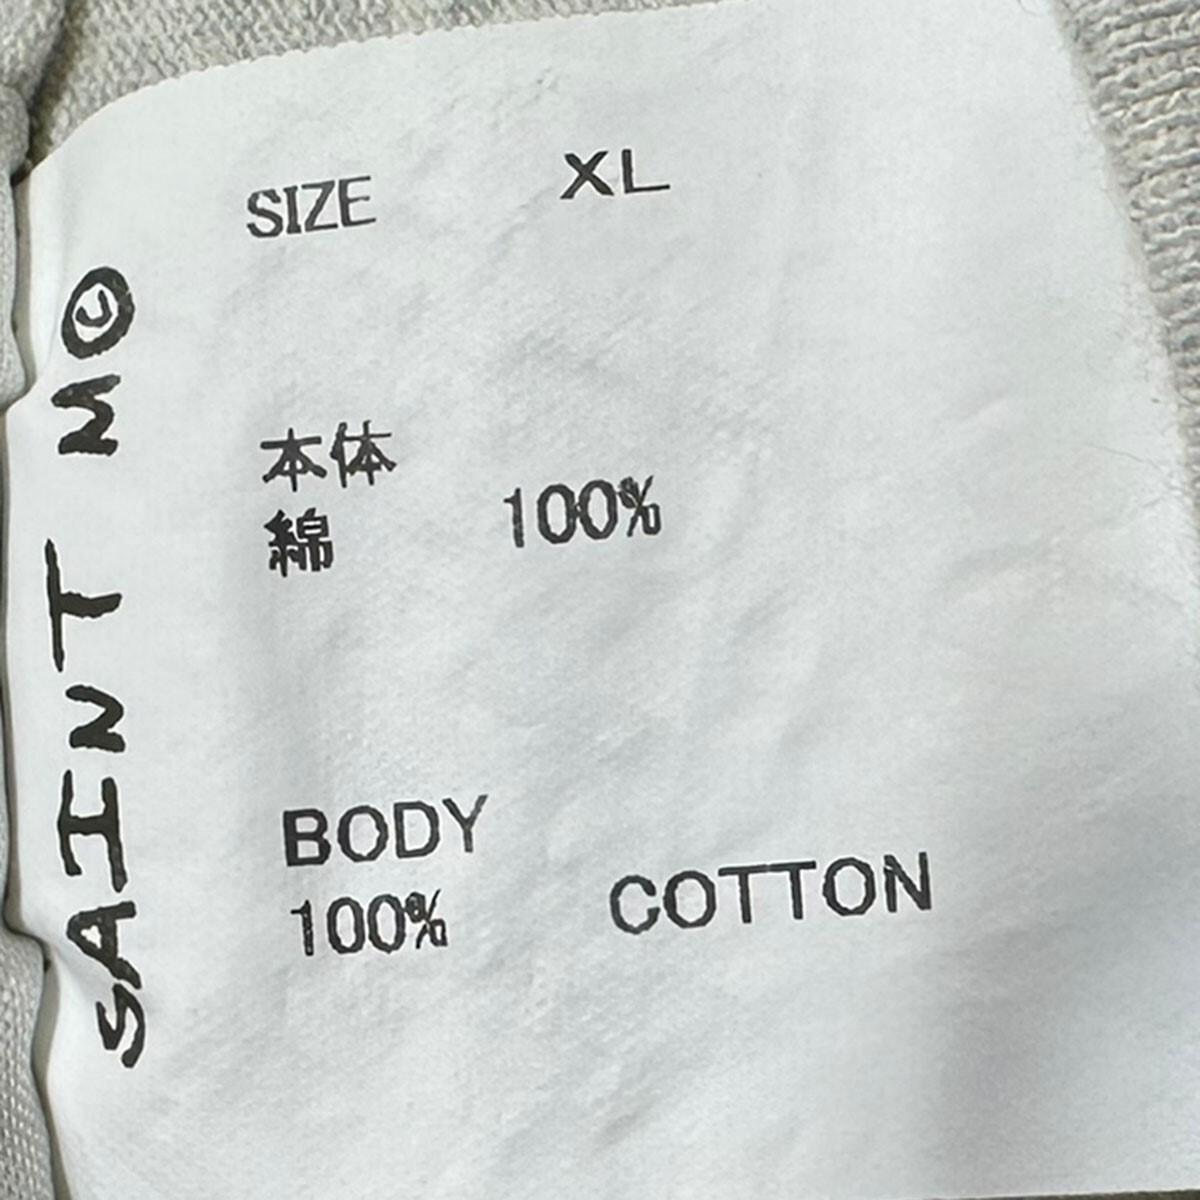 SIZE XL
本体
綿 100%
BODY
100% COTTON
SAINT M©